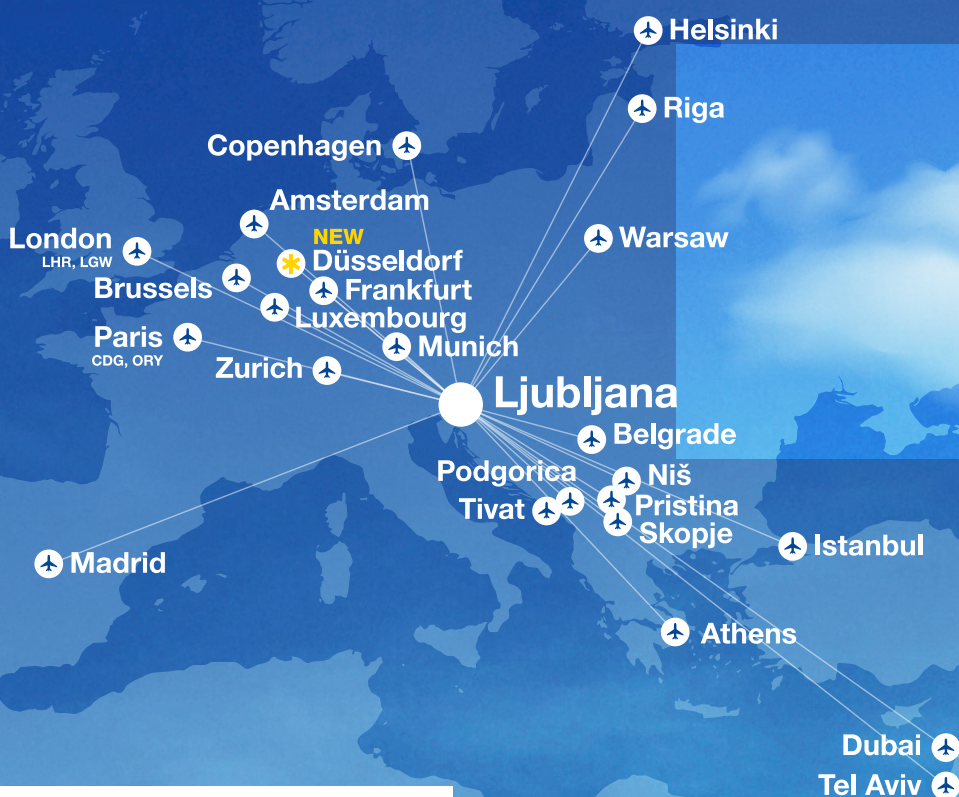 Helsinki
Riga
Copenhagen
Amsterdam
London
LHR, LGW
NEW
Düsseldorf
Warsaw
Brussels
Frankfurt
Luxembourg
Paris
CDG, ORY
Munich
Zurich
Ljubljana
Belgrade
Podgorica
Niš
Tivat
Pristina
Skopje
Istanbul
Madrid
Athens
Dubai
Tel Aviv